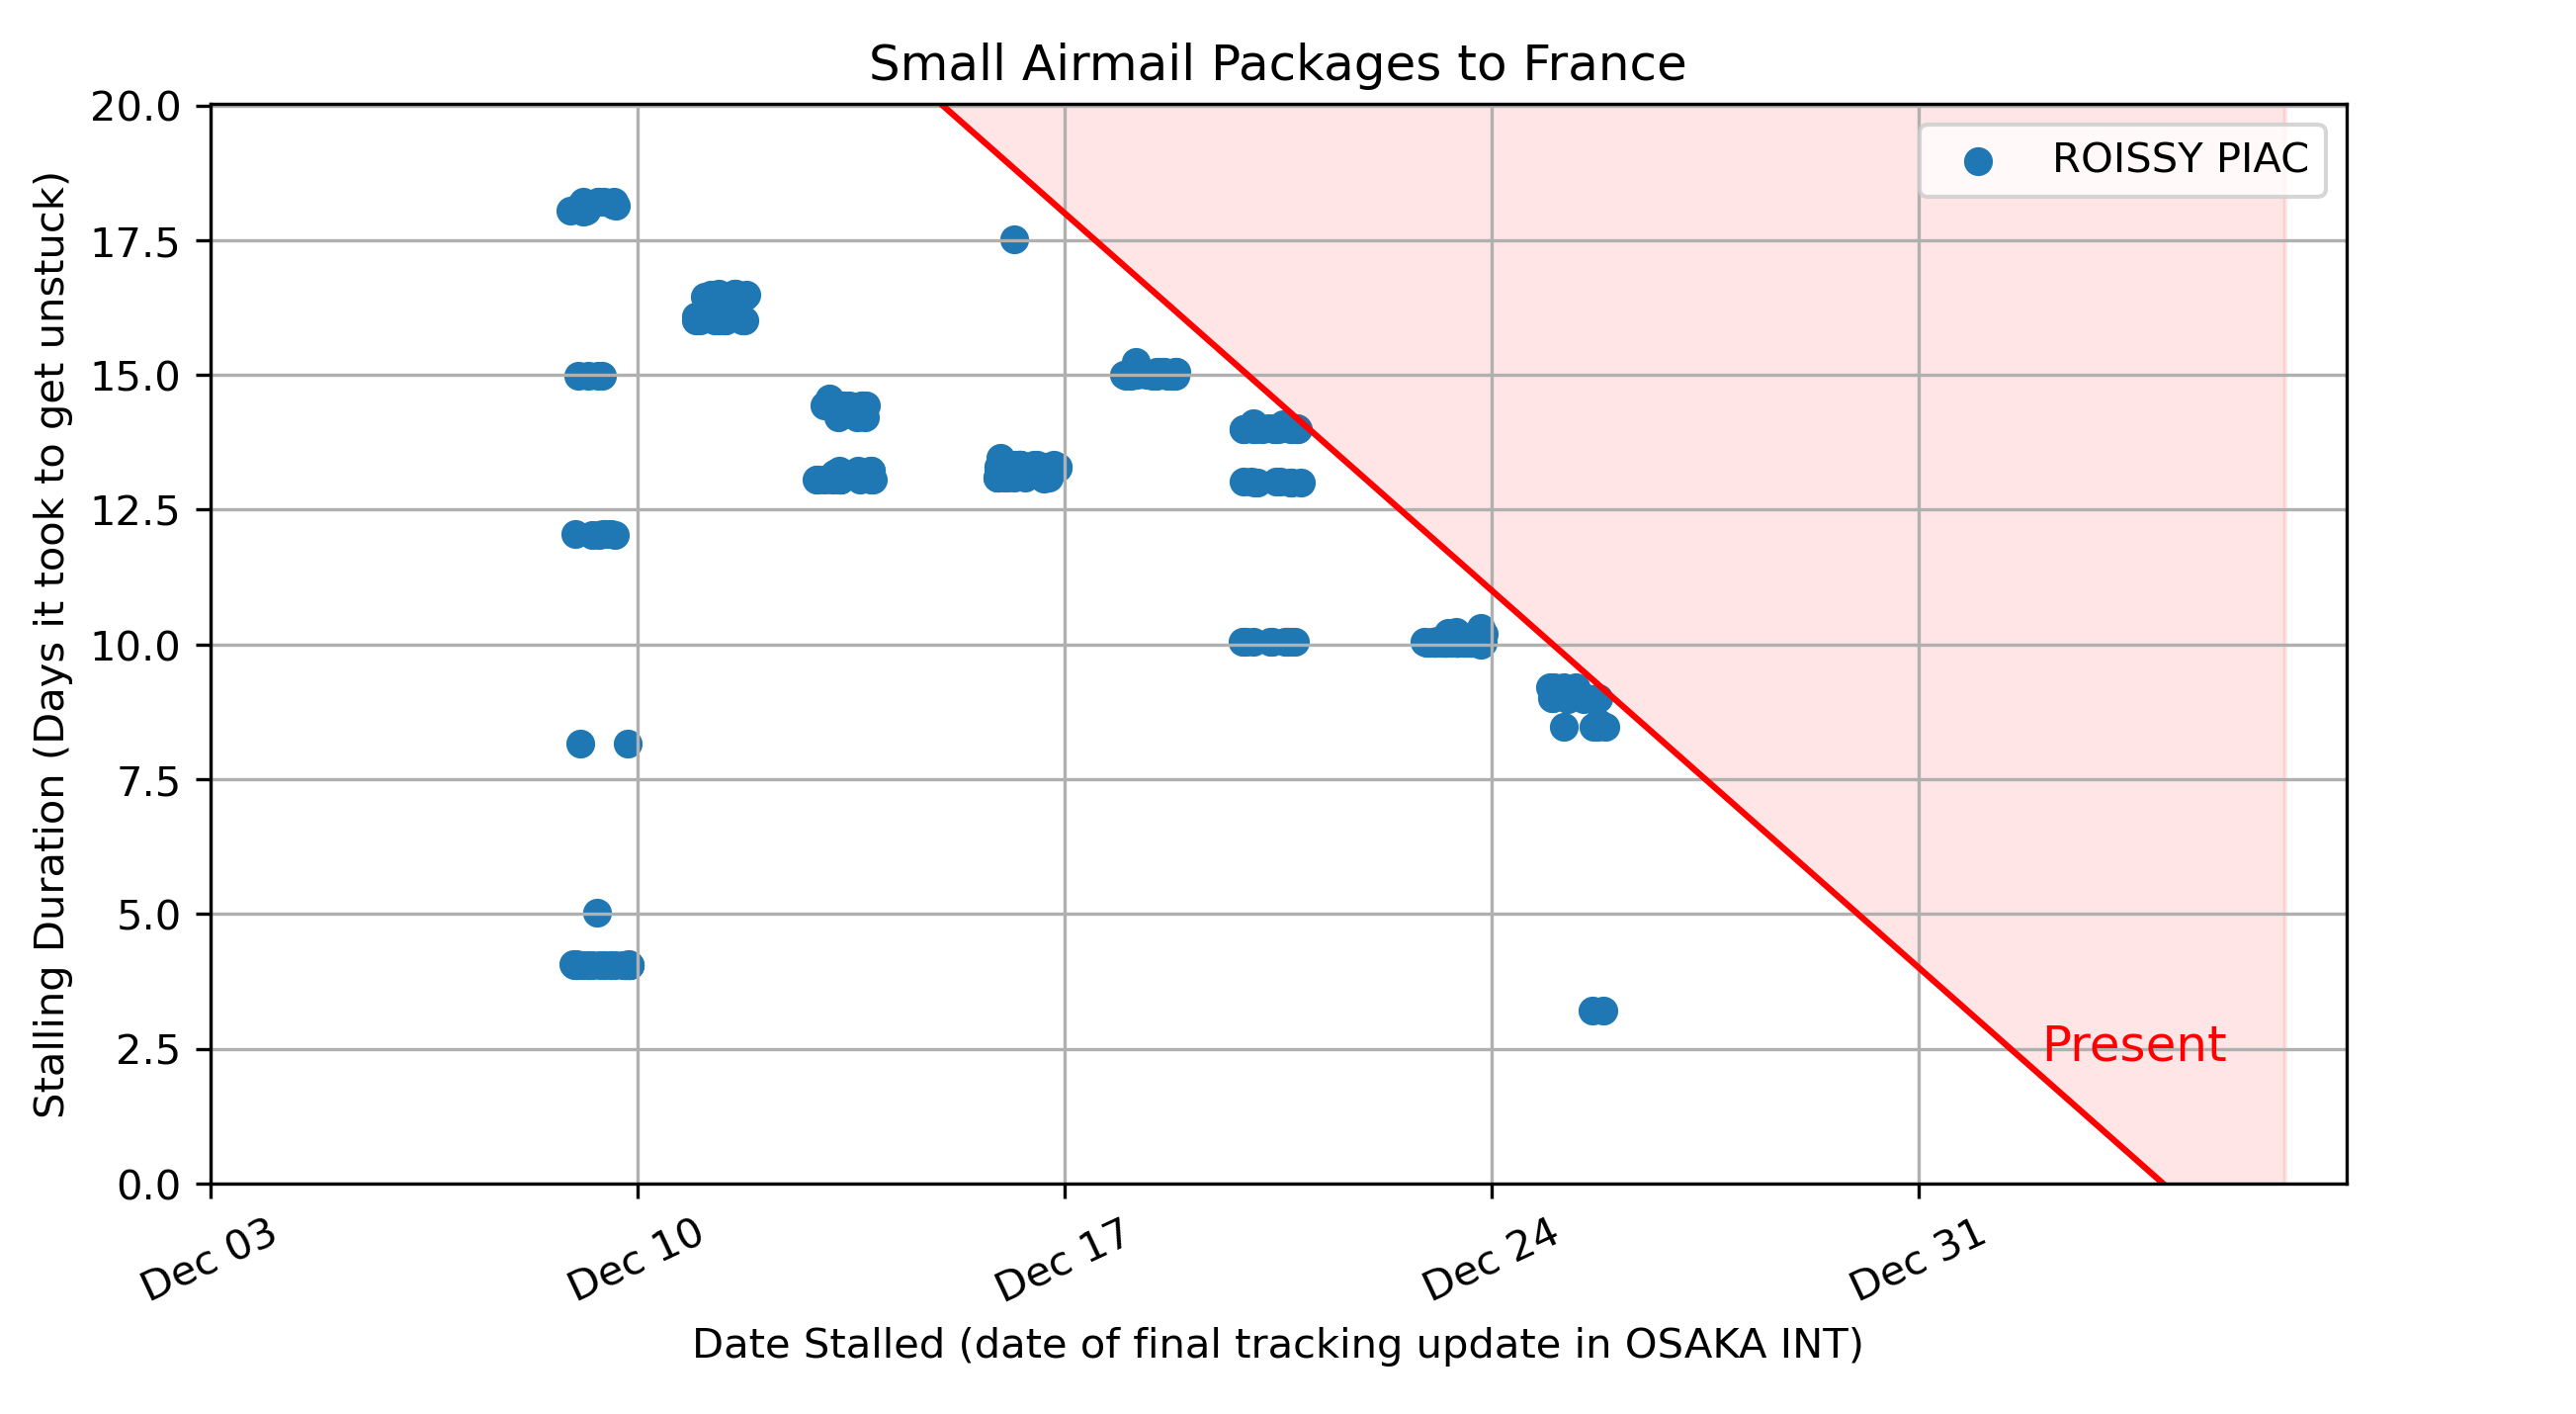 Small Airmail Packages to France
Stalling Duration (Days it took to get unstuck)
20.0
17.5
15.0
12.5
10.0
7.5
5.0
2.5
0.0
ROISSY PIAC
Present
Dec 03
Dec 10
Dec 17
Dec 24
Dec 31
Date Stalled (date of final tracking update in OSAKA INT)